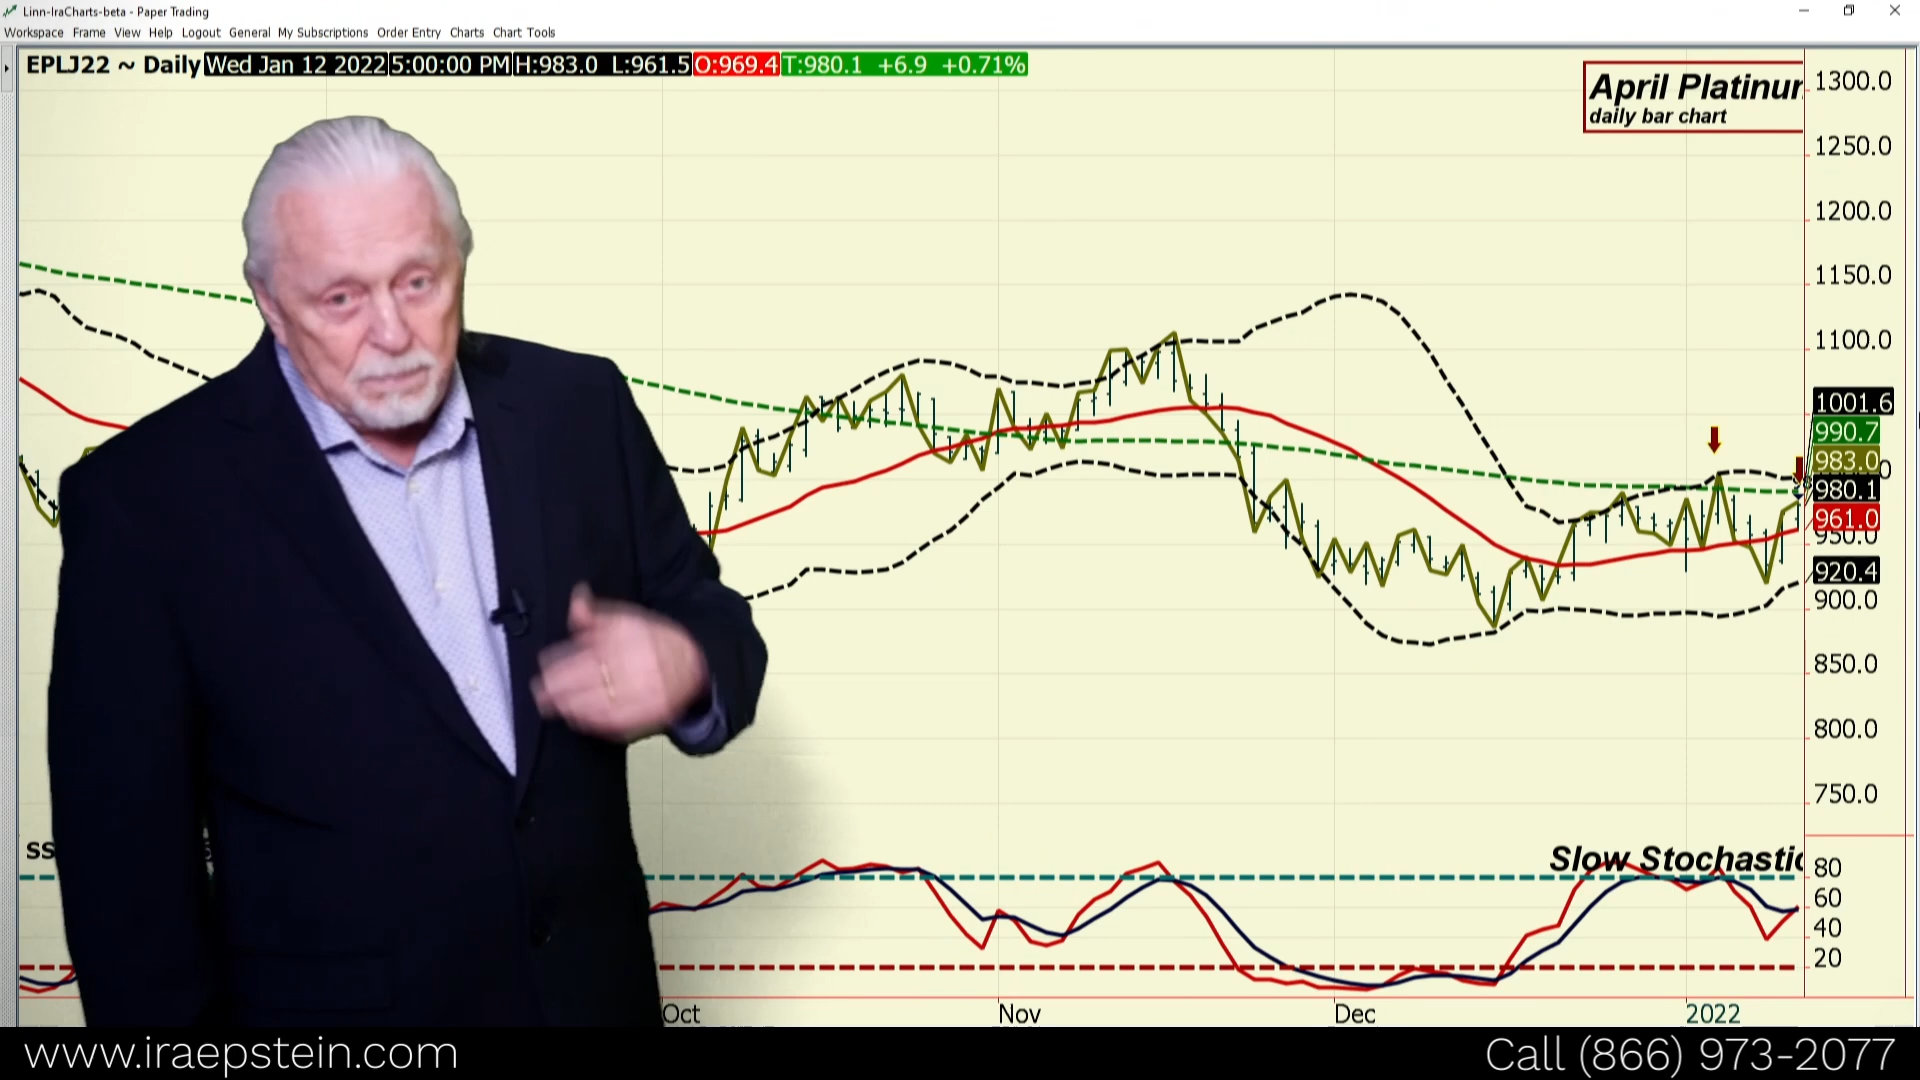 Linn-IraCharts-beta - Paper Trading
Workspace Frame View Help Logout General My Subscriptions Order Entry Charts Chart Tools
EPLJ22 ~ Daily Wed Jan 12 2022 5:00:00 PM H:983.0 L:961.5 O:969.4 T:980.1 +6.9 +0.71%
April Platinum
daily bar chart
1300.0
1250.0
1200.0
1150.0
1100.0
1001.6
990.7
983.0
980.1
961.0
950.0
920.4
900.0
850.0
800.0
750.0
SS
Slow Stochastic
80
60
40
20
Oct Nov Dec 2022
www.iraepstein.com Call (866) 973-2077